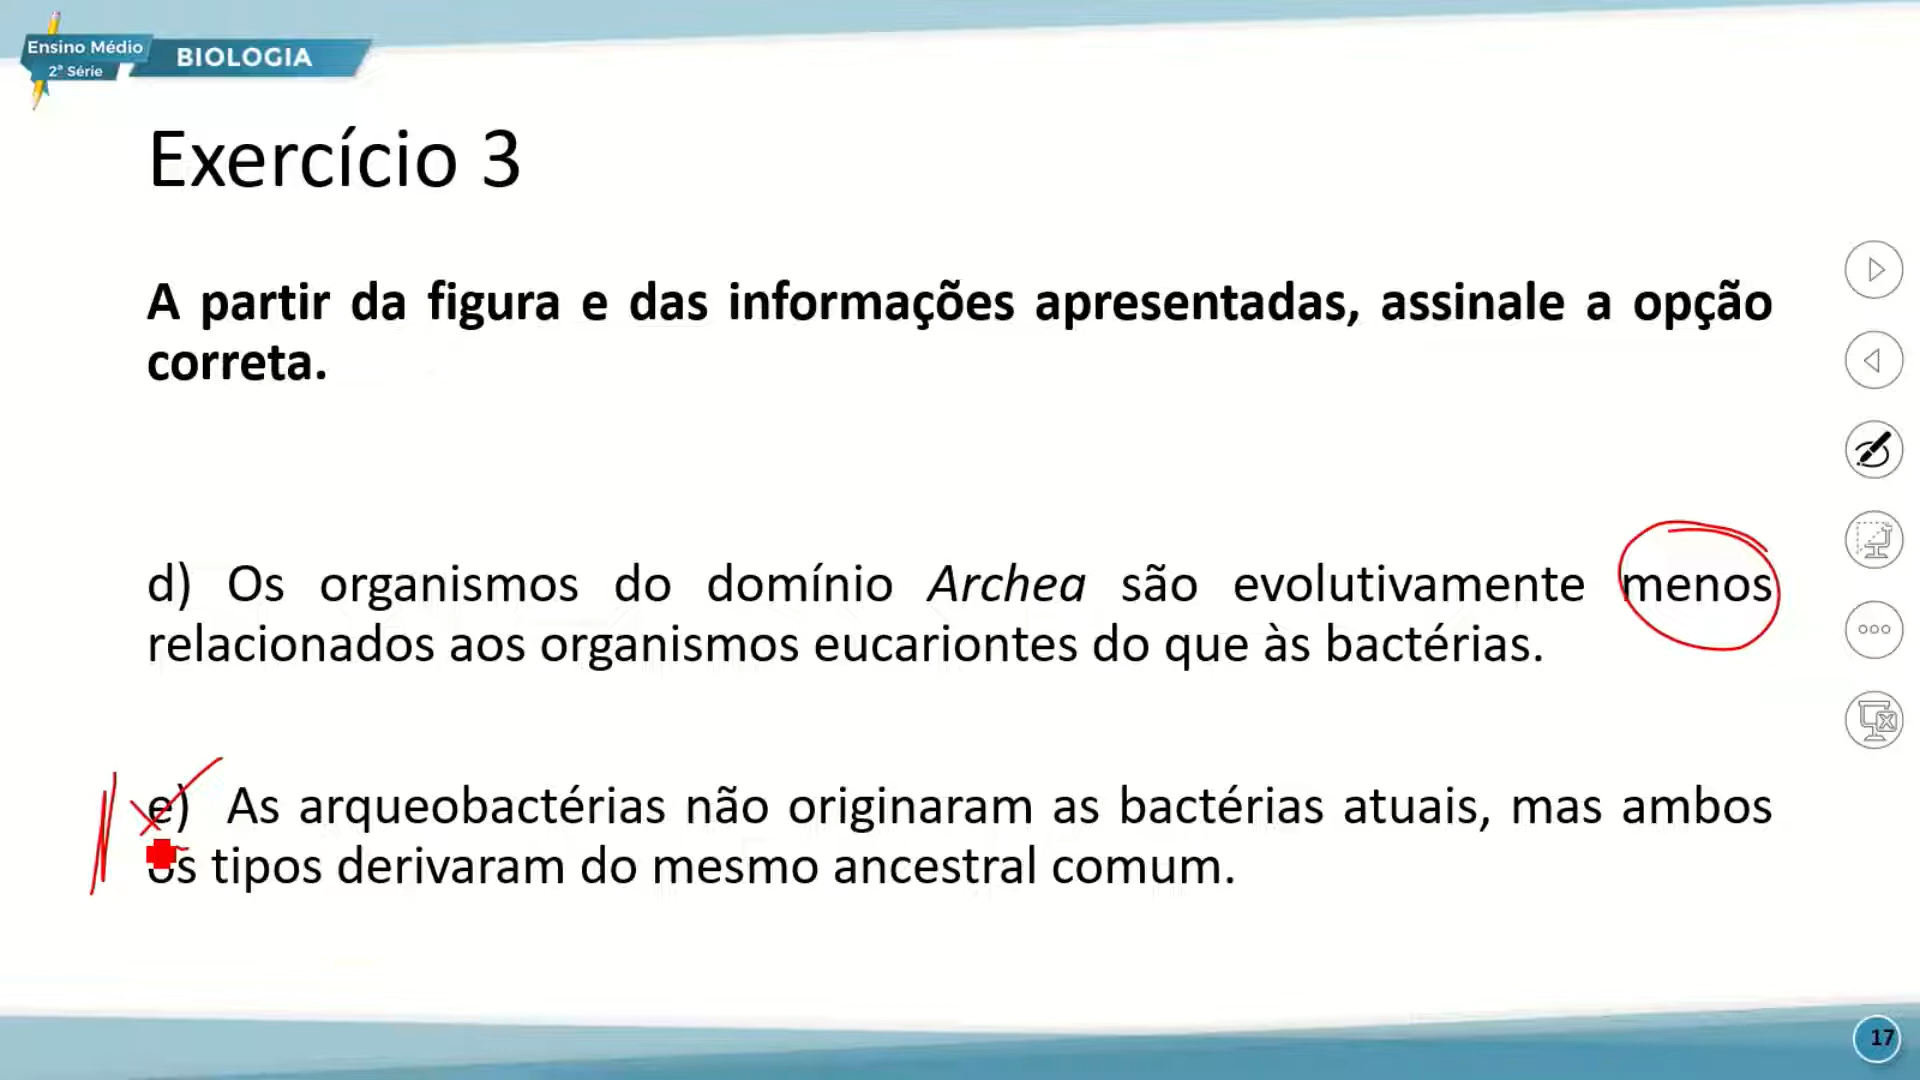 Ensino Médio
2ª Série
BIOLOGIA
Exercício 3
A partir da figura e das informações apresentadas, assinale a opção
correta.
d) Os organismos do domínio Archea são evolutivamente menos
relacionados aos organismos eucariontes do que às bactérias.
e) As arqueobactérias não originaram as bactérias atuais, mas ambos
os tipos derivaram do mesmo ancestral comum.
17